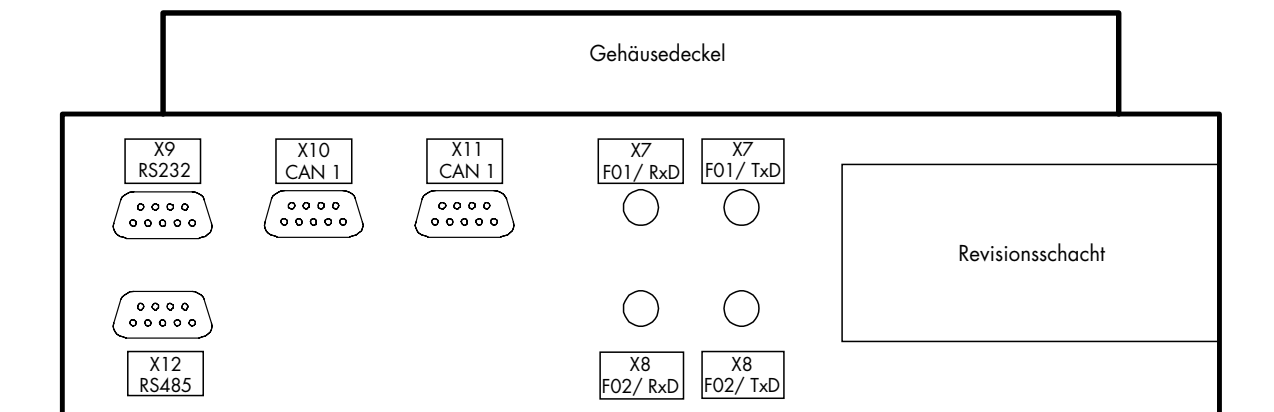 Gehäusedeckel
X9
RS232
X10
CAN 1
X11
CAN 1
X7
F01/ RxD
X7
F01/ TxD
Revisionsschacht
X12
RS485
X8
F02/ RxD
X8
F02/ TxD